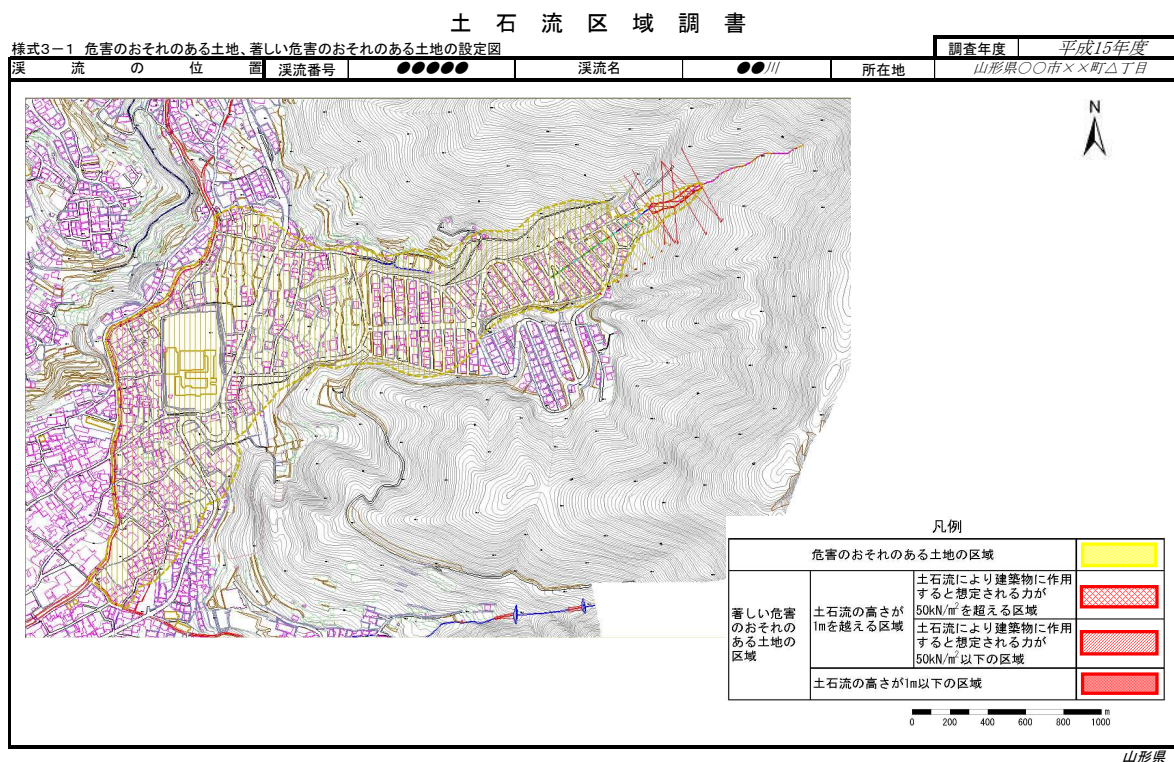 土石流区域調書
様式3-1 危害のおそれのある土地、著しい危害のおそれのある土地の設定図
調査年度 平成15年度
渓流の位置 渓流番号 ●●●●● 渓流名 ●●川 所在地 山形県〇〇市××町△丁目
N
凡例
危害のおそれのある土地の区域
著しい危害
のおそれの
ある土地の
区域
土石流の高さが
1mを越える区域
土石流により建築物に作用
すると想定される力が
50kN/㎡を超える区域
土石流により建築物に作用
すると想定される力が
50kN/㎡以下の区域
土石流の高さが1m以下の区域
m
0 200 400 600 800 1000
山形県